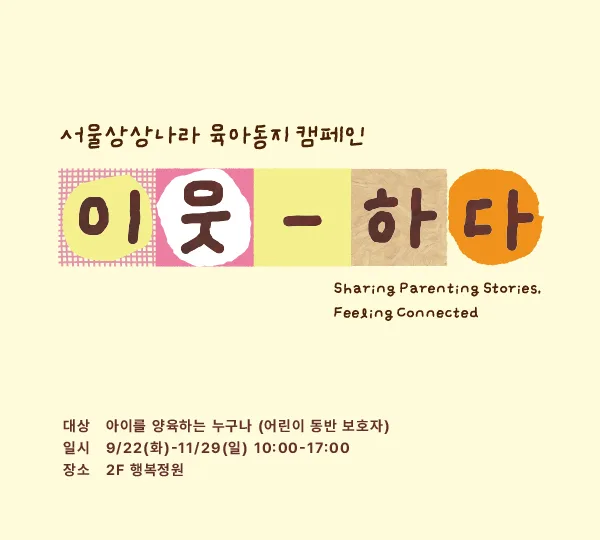 서울상상나라 육아동지 캠페인
이웃-하다
Sharing Parenting Stories,
Feeling Connected
대상 아이를 양육하는 누구나 (어린이 동반 보호자)
일시 9/22(화)-11/29(일) 10:00-17:00
장소 2F 행복정원